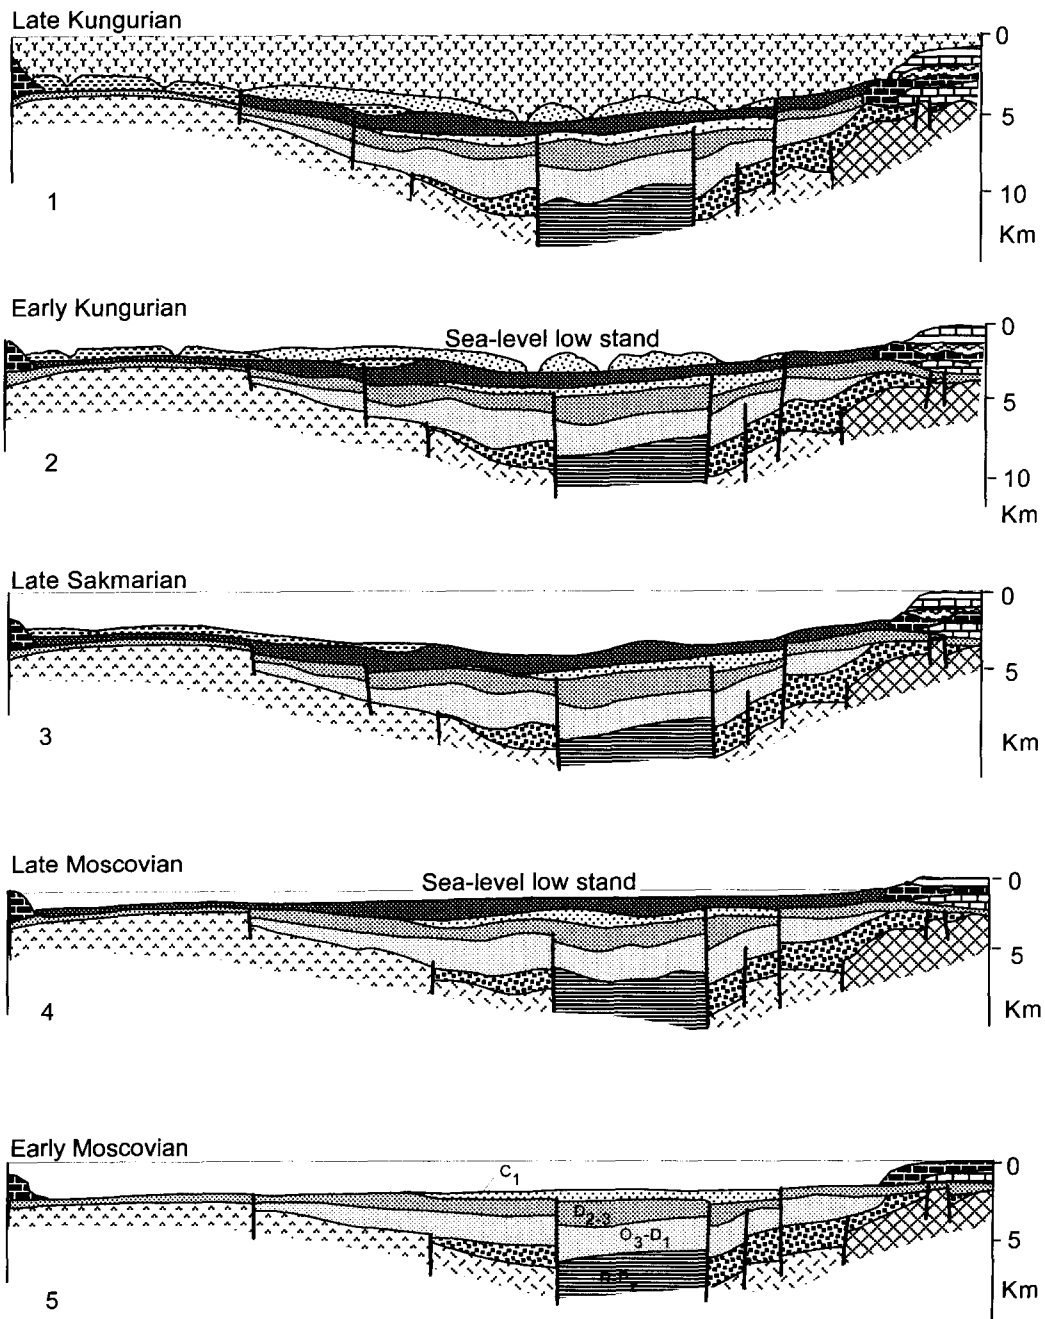 Late Kungurian
0
5
10
Km
1
Early Kungurian
Sea-level low stand
0
5
10
Km
2
Late Sakmarian
0
5
Km
3
Late Moscovian
Sea-level low stand
0
5
Km
4
Early Moscovian
0
C1
D2-3
O3-D1
5
Km
5